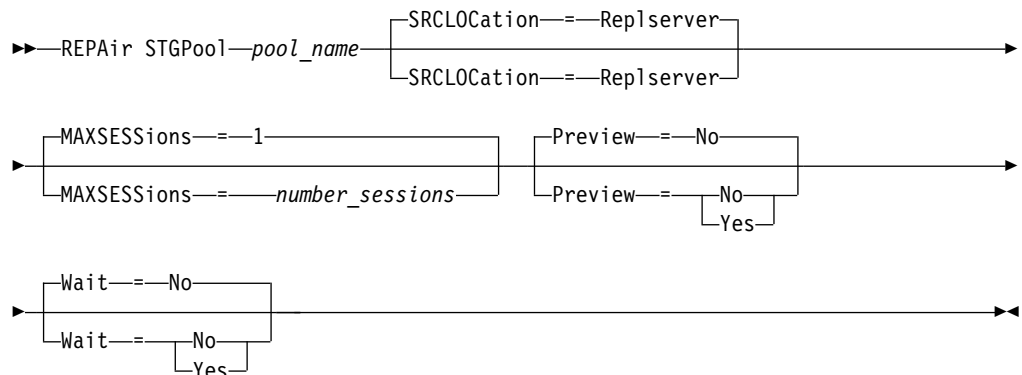 SRCLOCation = Replserver
REPAir STGPool pool_name
SRCLOCation = Replserver
MAXSESSions = 1
MAXSESSions = number_sessions
Preview = No
Preview = No
Yes
Wait = No
Wait = No
Yes